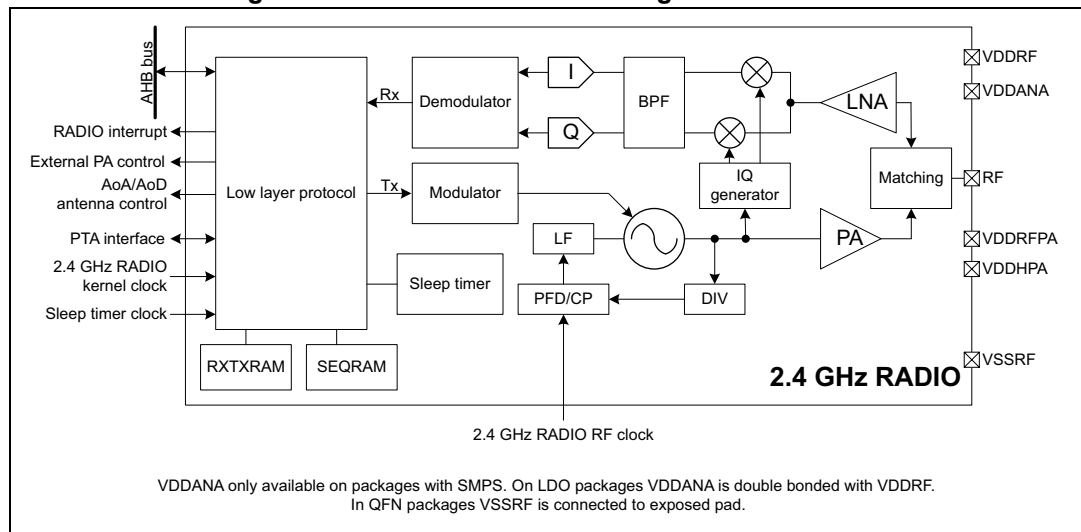 AHB bus
RADIO interrupt
External PA control
AoA/AoD
antenna control
PTA interface
2.4 GHz RADIO
kernel clock
Sleep timer clock
Low layer protocol
Rx
Tx
Demodulator
Modulator
I
Q
BPF
LNA
IQ
generator
Matching
LF
PA
Sleep timer
PFD/CP
DIV
RXTXRAM
SEQRAM
2.4 GHz RADIO
VDDRF
VDDANA
RF
VDDRFPA
VDDHPA
VSSRF
2.4 GHz RADIO RF clock
VDDANA only available on packages with SMPS. On LDO packages VDDANA is double bonded with VDDRF.
In QFN packages VSSRF is connected to exposed pad.